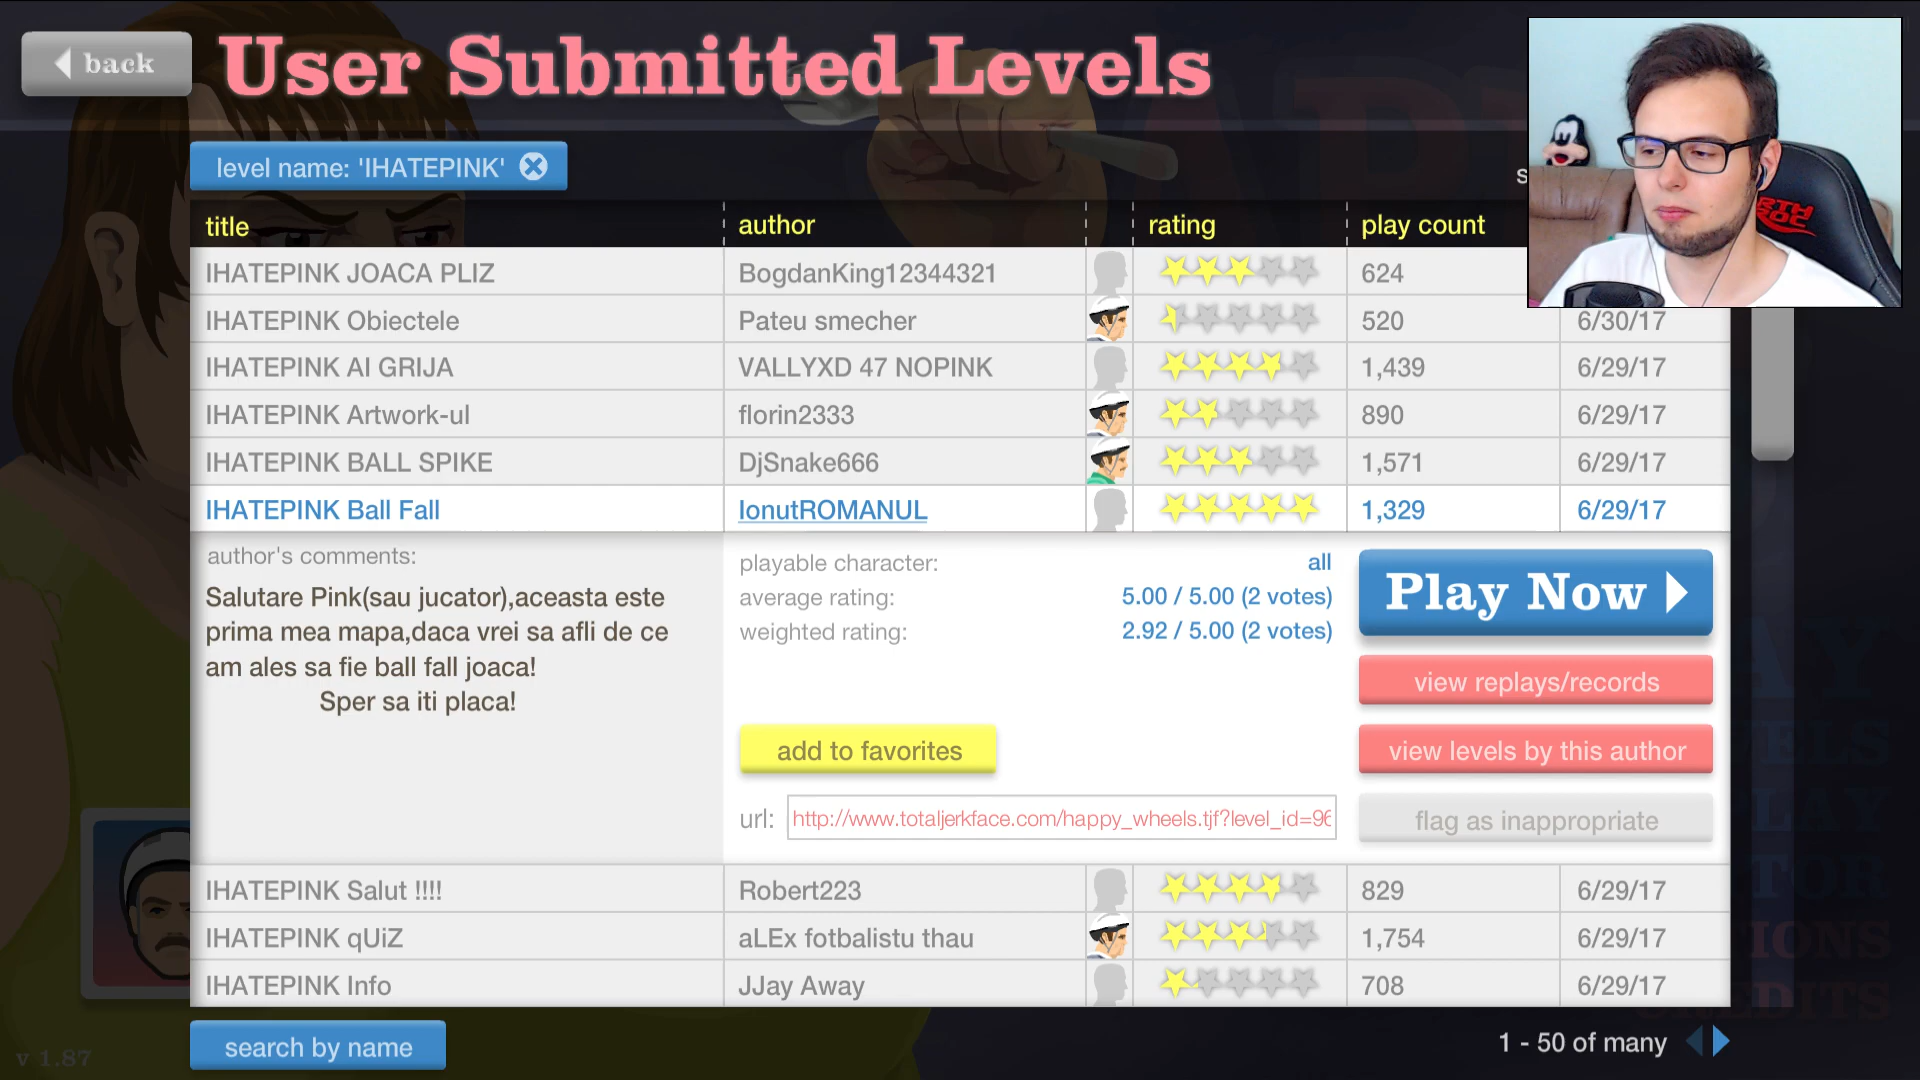 back
User Submitted Levels
level name: 'IHATEPINK'
title author rating play count
IHATEPINK JOACA PLIZ BogdanKing12344321 624
IHATEPINK Obiectele Pateu smecher 520 6/30/17
IHATEPINK AI GRIJA VALLYXD 47 NOPINK 1,439 6/29/17
IHATEPINK Artwork-ul florin2333 890 6/29/17
IHATEPINK BALL SPIKE DjSnake666 1,571 6/29/17
IHATEPINK Ball Fall IonutROMANUL 1,329 6/29/17
author's comments:
Salutare Pink(sau jucator),aceasta este
prima mea mapa,daca vrei sa afli de ce
am ales sa fie ball fall joaca!
Sper sa iti placa!
playable character: all
average rating: 5.00 / 5.00 (2 votes)
weighted rating: 2.92 / 5.00 (2 votes)
add to favorites
url: http://www.totaljerkface.com/happy_wheels.tjf?level_id=96
Play Now
view replays/records
view levels by this author
flag as inappropriate
IHATEPINK Salut !!!! Robert223 829 6/29/17
IHATEPINK qUiZ aLEx fotbalistu thau 1,754 6/29/17
IHATEPINK Info JJay Away 708 6/29/17
search by name
1 - 50 of many
v 1.87
CREDITS